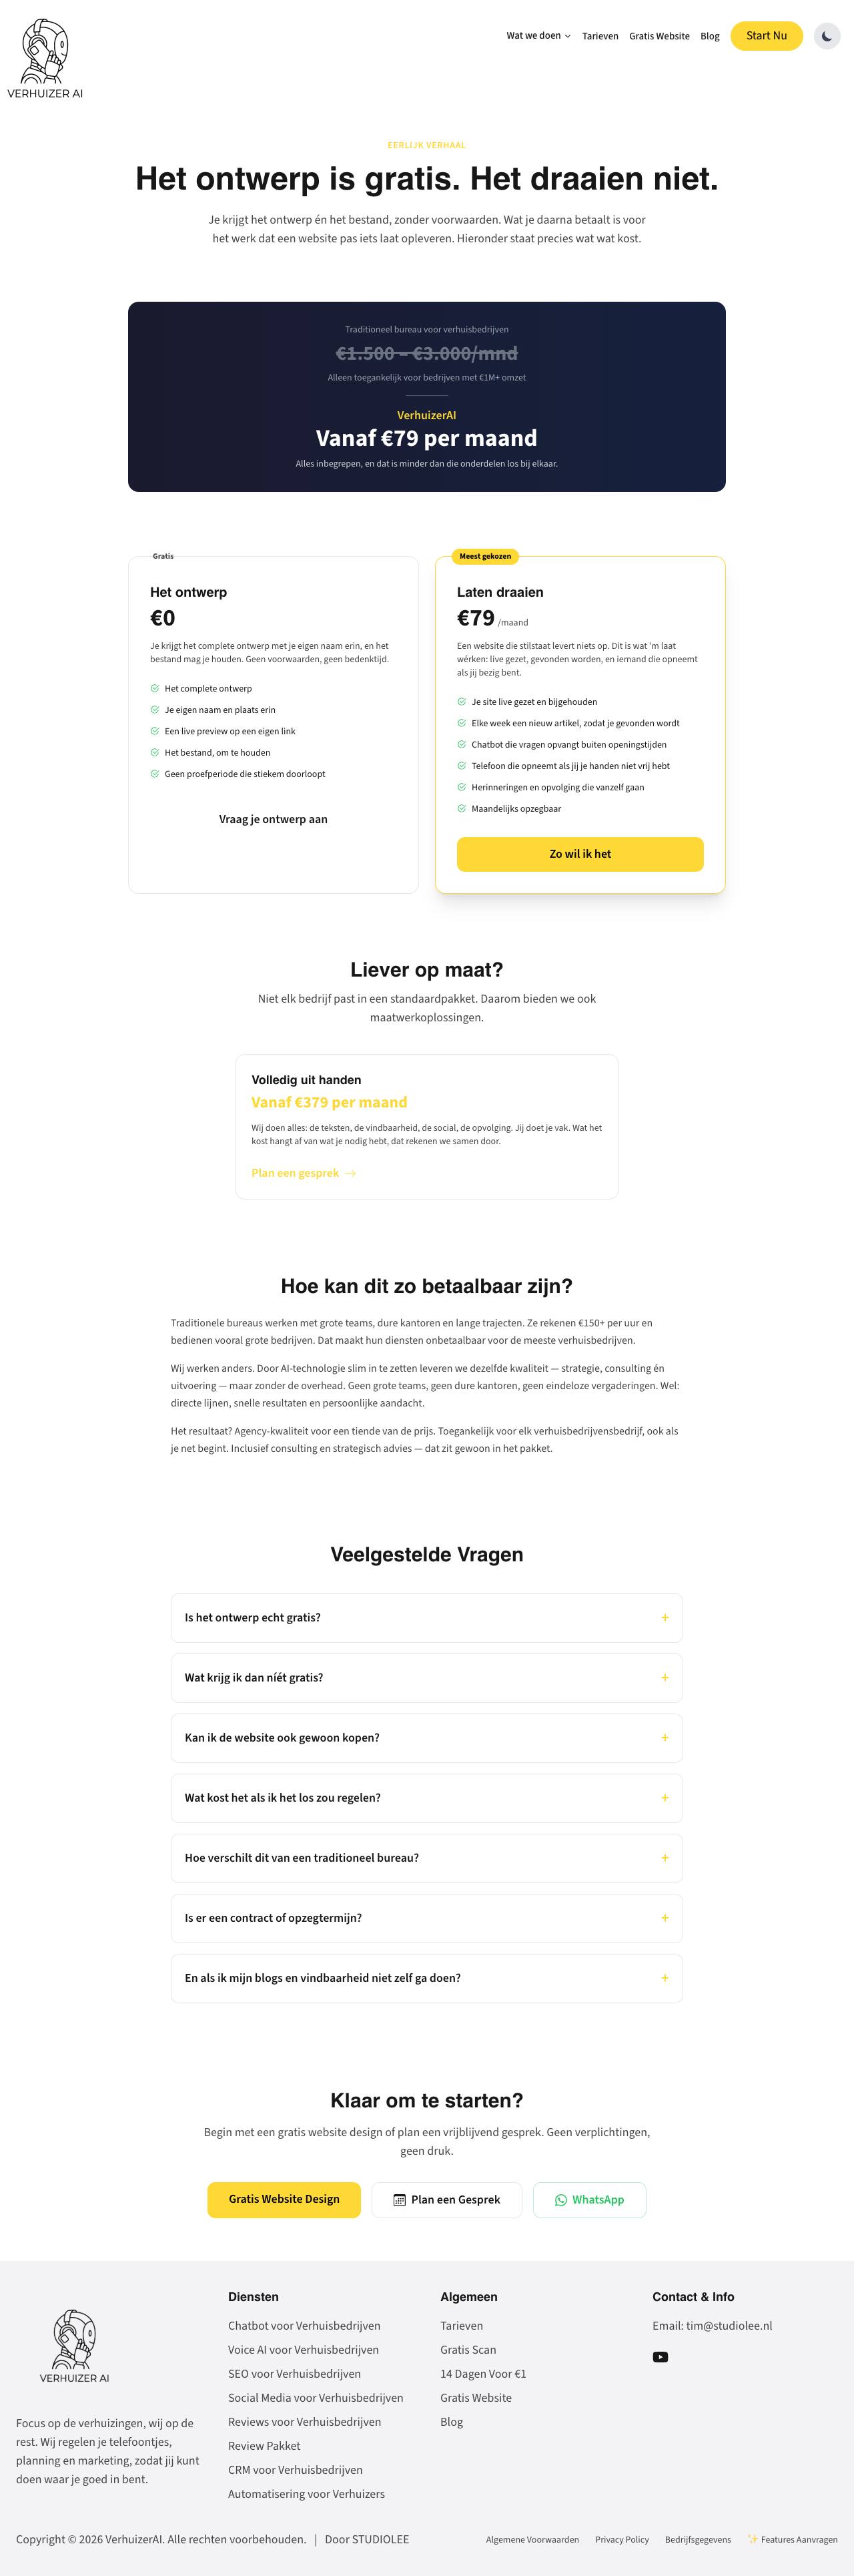 VERHUIZER AI
Wat we doen
Tarieven
Gratis Website
Blog
Start Nu
EERLIJK VERHAAL
Het ontwerp is gratis. Het draaien niet.
Je krijgt het ontwerp én het bestand, zonder voorwaarden. Wat je daarna betaalt is voor
het werk dat een website pas iets laat opleveren. Hieronder staat precies wat wat kost.
Traditioneel bureau voor verhuisbedrijven
€1.500 – €3.000/mnd
Alleen toegankelijk voor bedrijven met €1M+ omzet
VerhuizerAI
Vanaf €79 per maand
Alles inbegrepen, en dat is minder dan die onderdelen los bij elkaar.
Gratis
Het ontwerp
€0
Je krijgt het complete ontwerp met je eigen naam erin, en het
bestand mag je houden. Geen voorwaarden, geen bedenktijd.
Het complete ontwerp
Je eigen naam en plaats erin
Een live preview op een eigen link
Het bestand, om te houden
Geen proefperiode die stiekem doorloopt
Vraag je ontwerp aan
Meest gekozen
Laten draaien
€79 /maand
Een website die stilstaat levert niets op. Dit is wat 'm laat
wérken: live gezet, gevonden worden, en iemand die opneemt
als jij bezig bent.
Je site live gezet en bijgehouden
Elke week een nieuw artikel, zodat je gevonden wordt
Chatbot die vragen opvangt buiten openingstijden
Telefoon die opneemt als jij je handen niet vrij hebt
Herinneringen en opvolging die vanzelf gaan
Maandelijks opzegbaar
Zo wil ik het
Liever op maat?
Niet elk bedrijf past in een standaardpakket. Daarom bieden we ook
maatwerkoplossingen.
Volledig uit handen
Vanaf €379 per maand
Wij doen alles: de teksten, de vindbaarheid, de social, de opvolging. Jij doet je vak. Wat het
kost hangt af van wat je nodig hebt, dat rekenen we samen door.
Plan een gesprek →
Hoe kan dit zo betaalbaar zijn?
Traditionele bureaus werken met grote teams, dure kantoren en lange trajecten. Ze rekenen €150+ per uur en
bedienen vooral grote bedrijven. Dat maakt hun diensten onbetaalbaar voor de meeste verhuisbedrijven.
Wij werken anders. Door AI-technologie slim in te zetten leveren we dezelfde kwaliteit — strategie, consulting én
uitvoering — maar zonder de overhead. Geen grote teams, geen dure kantoren, geen eindeloze vergaderingen. Wel:
directe lijnen, snelle resultaten en persoonlijke aandacht.
Het resultaat? Agency-kwaliteit voor een tiende van de prijs. Toegankelijk voor elk verhuisbedrijvensbedrijf, ook als
je net begint. Inclusief consulting en strategisch advies — dat zit gewoon in het pakket.
Veelgestelde Vragen
Is het ontwerp echt gratis? +
Wat krijg ik dan níét gratis? +
Kan ik de website ook gewoon kopen? +
Wat kost het als ik het los zou regelen? +
Hoe verschilt dit van een traditioneel bureau? +
Is er een contract of opzegtermijn? +
En als ik mijn blogs en vindbaarheid niet zelf ga doen? +
Klaar om te starten?
Begin met een gratis website design of plan een vrijblijvend gesprek. Geen verplichtingen,
geen druk.
Gratis Website Design
Plan een Gesprek
WhatsApp
VERHUIZER AI
Focus op de verhuizingen, wij op de
rest. Wij regelen je telefoontjes,
planning en marketing, zodat jij kunt
doen waar je goed in bent.
Diensten
Chatbot voor Verhuisbedrijven
Voice AI voor Verhuisbedrijven
SEO voor Verhuisbedrijven
Social Media voor Verhuisbedrijven
Reviews voor Verhuisbedrijven
Review Pakket
CRM voor Verhuisbedrijven
Automatisering voor Verhuizers
Algemeen
Tarieven
Gratis Scan
14 Dagen Voor €1
Gratis Website
Blog
Contact & Info
Email: tim@studiolee.nl
Copyright © 2026 VerhuizerAI. Alle rechten voorbehouden. | Door STUDIOLEE
Algemene Voorwaarden
Privacy Policy
Bedrijfsgegevens
✨ Features Aanvragen